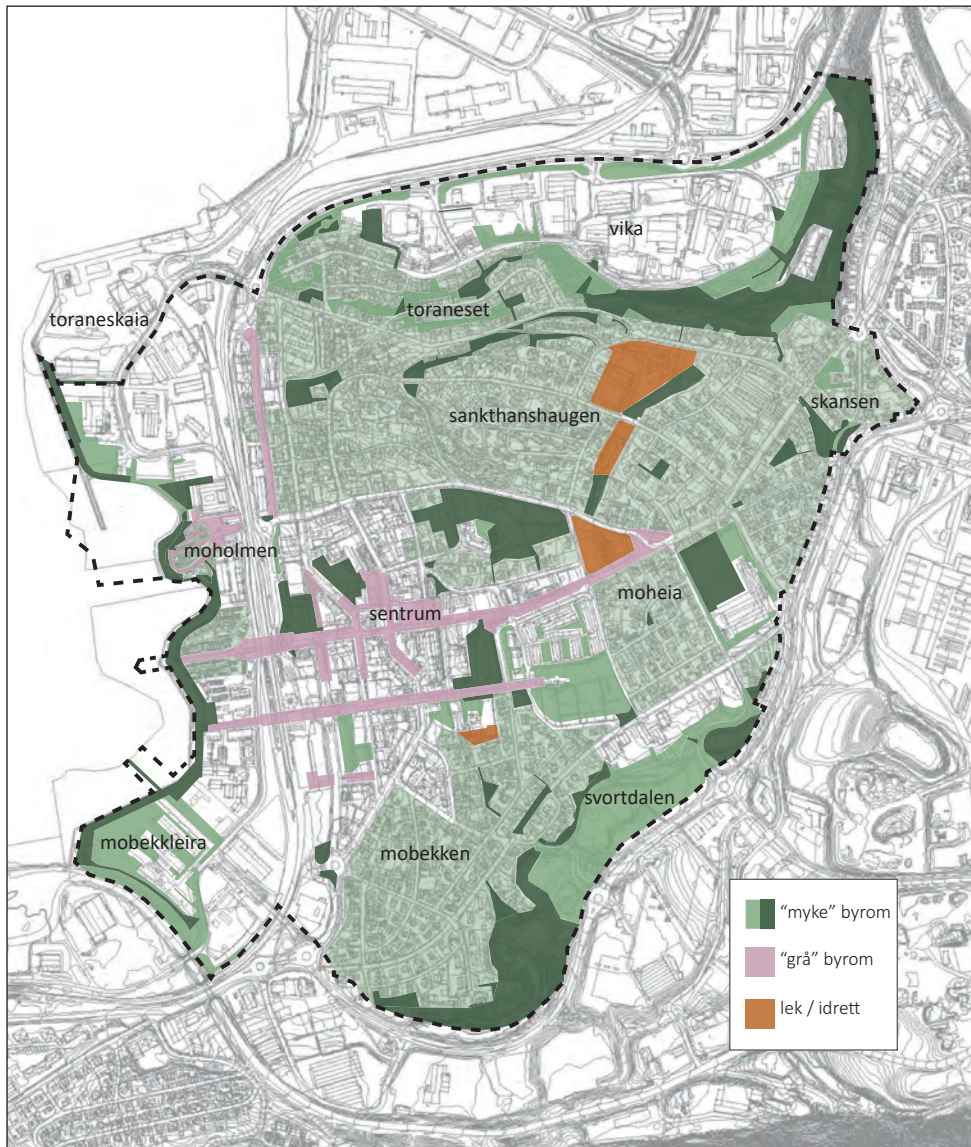 vika
toraneskaia
toraneset
skansen
sankthanshaugen
moholmen
sentrum
moheia
svortdalen
mobekkleira
mobekken
“myke” byrom
“grå” byrom
lek / idrett